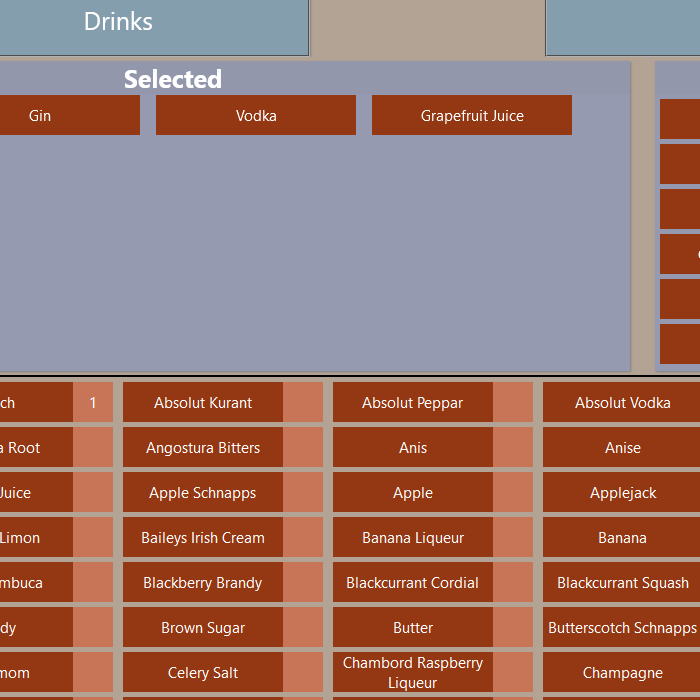 Drinks
Selected
Gin
Vodka
Grapefruit Juice
ch
1
Absolut Kurant
Absolut Peppar
Absolut Vodka
a Root
Angostura Bitters
Anis
Anise
Juice
Apple Schnapps
Apple
Applejack
Limon
Baileys Irish Cream
Banana Liqueur
Banana
mbuca
Blackberry Brandy
Blackcurrant Cordial
Blackcurrant Squash
dy
Brown Sugar
Butter
Butterscotch Schnapps
mom
Celery Salt
Chambord Raspberry
Liqueur
Champagne